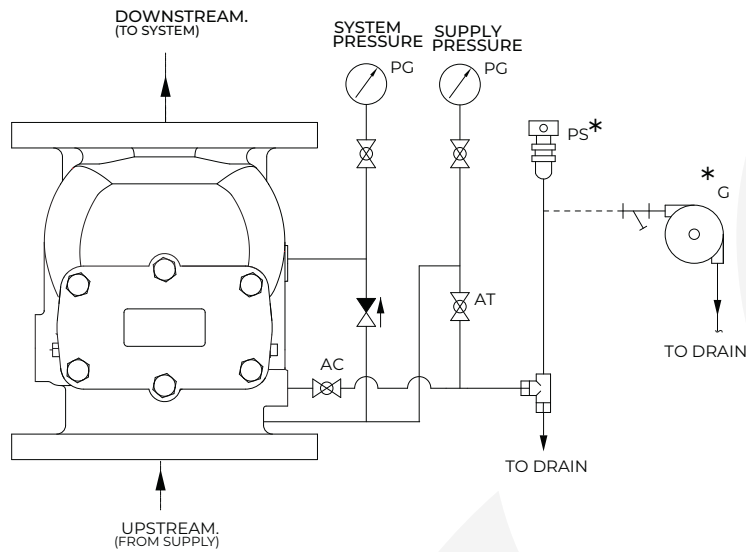 DOWNSTREAM.
(TO SYSTEM)
SYSTEM
PRESSURE
SUPPLY
PRESSURE
PG
PG
PS*
*
G
AT
TO DRAIN
AC
TO DRAIN
UPSTREAM.
(FROM SUPPLY)